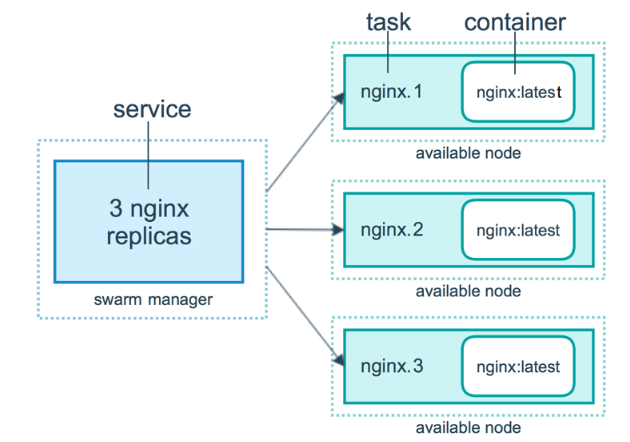 task
container
nginx.1
nginx:latest
available node
service
3 nginx
replicas
swarm manager
nginx.2
nginx:latest
available node
nginx.3
nginx:latest
available node